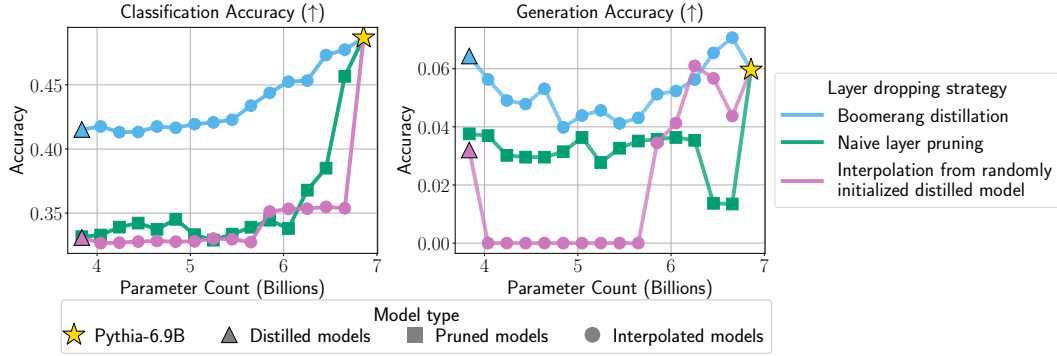 Classification Accuracy (↑)
Generation Accuracy (↑)
Accuracy
0.45
0.40
0.35
4
5
6
7
Parameter Count (Billions)
Accuracy
0.06
0.04
0.02
0.00
4
5
6
7
Parameter Count (Billions)
Layer dropping strategy
Boomerang distillation
Naive layer pruning
Interpolation from randomly
initialized distilled model
Model type
Pythia-6.9B
Distilled models
Pruned models
Interpolated models